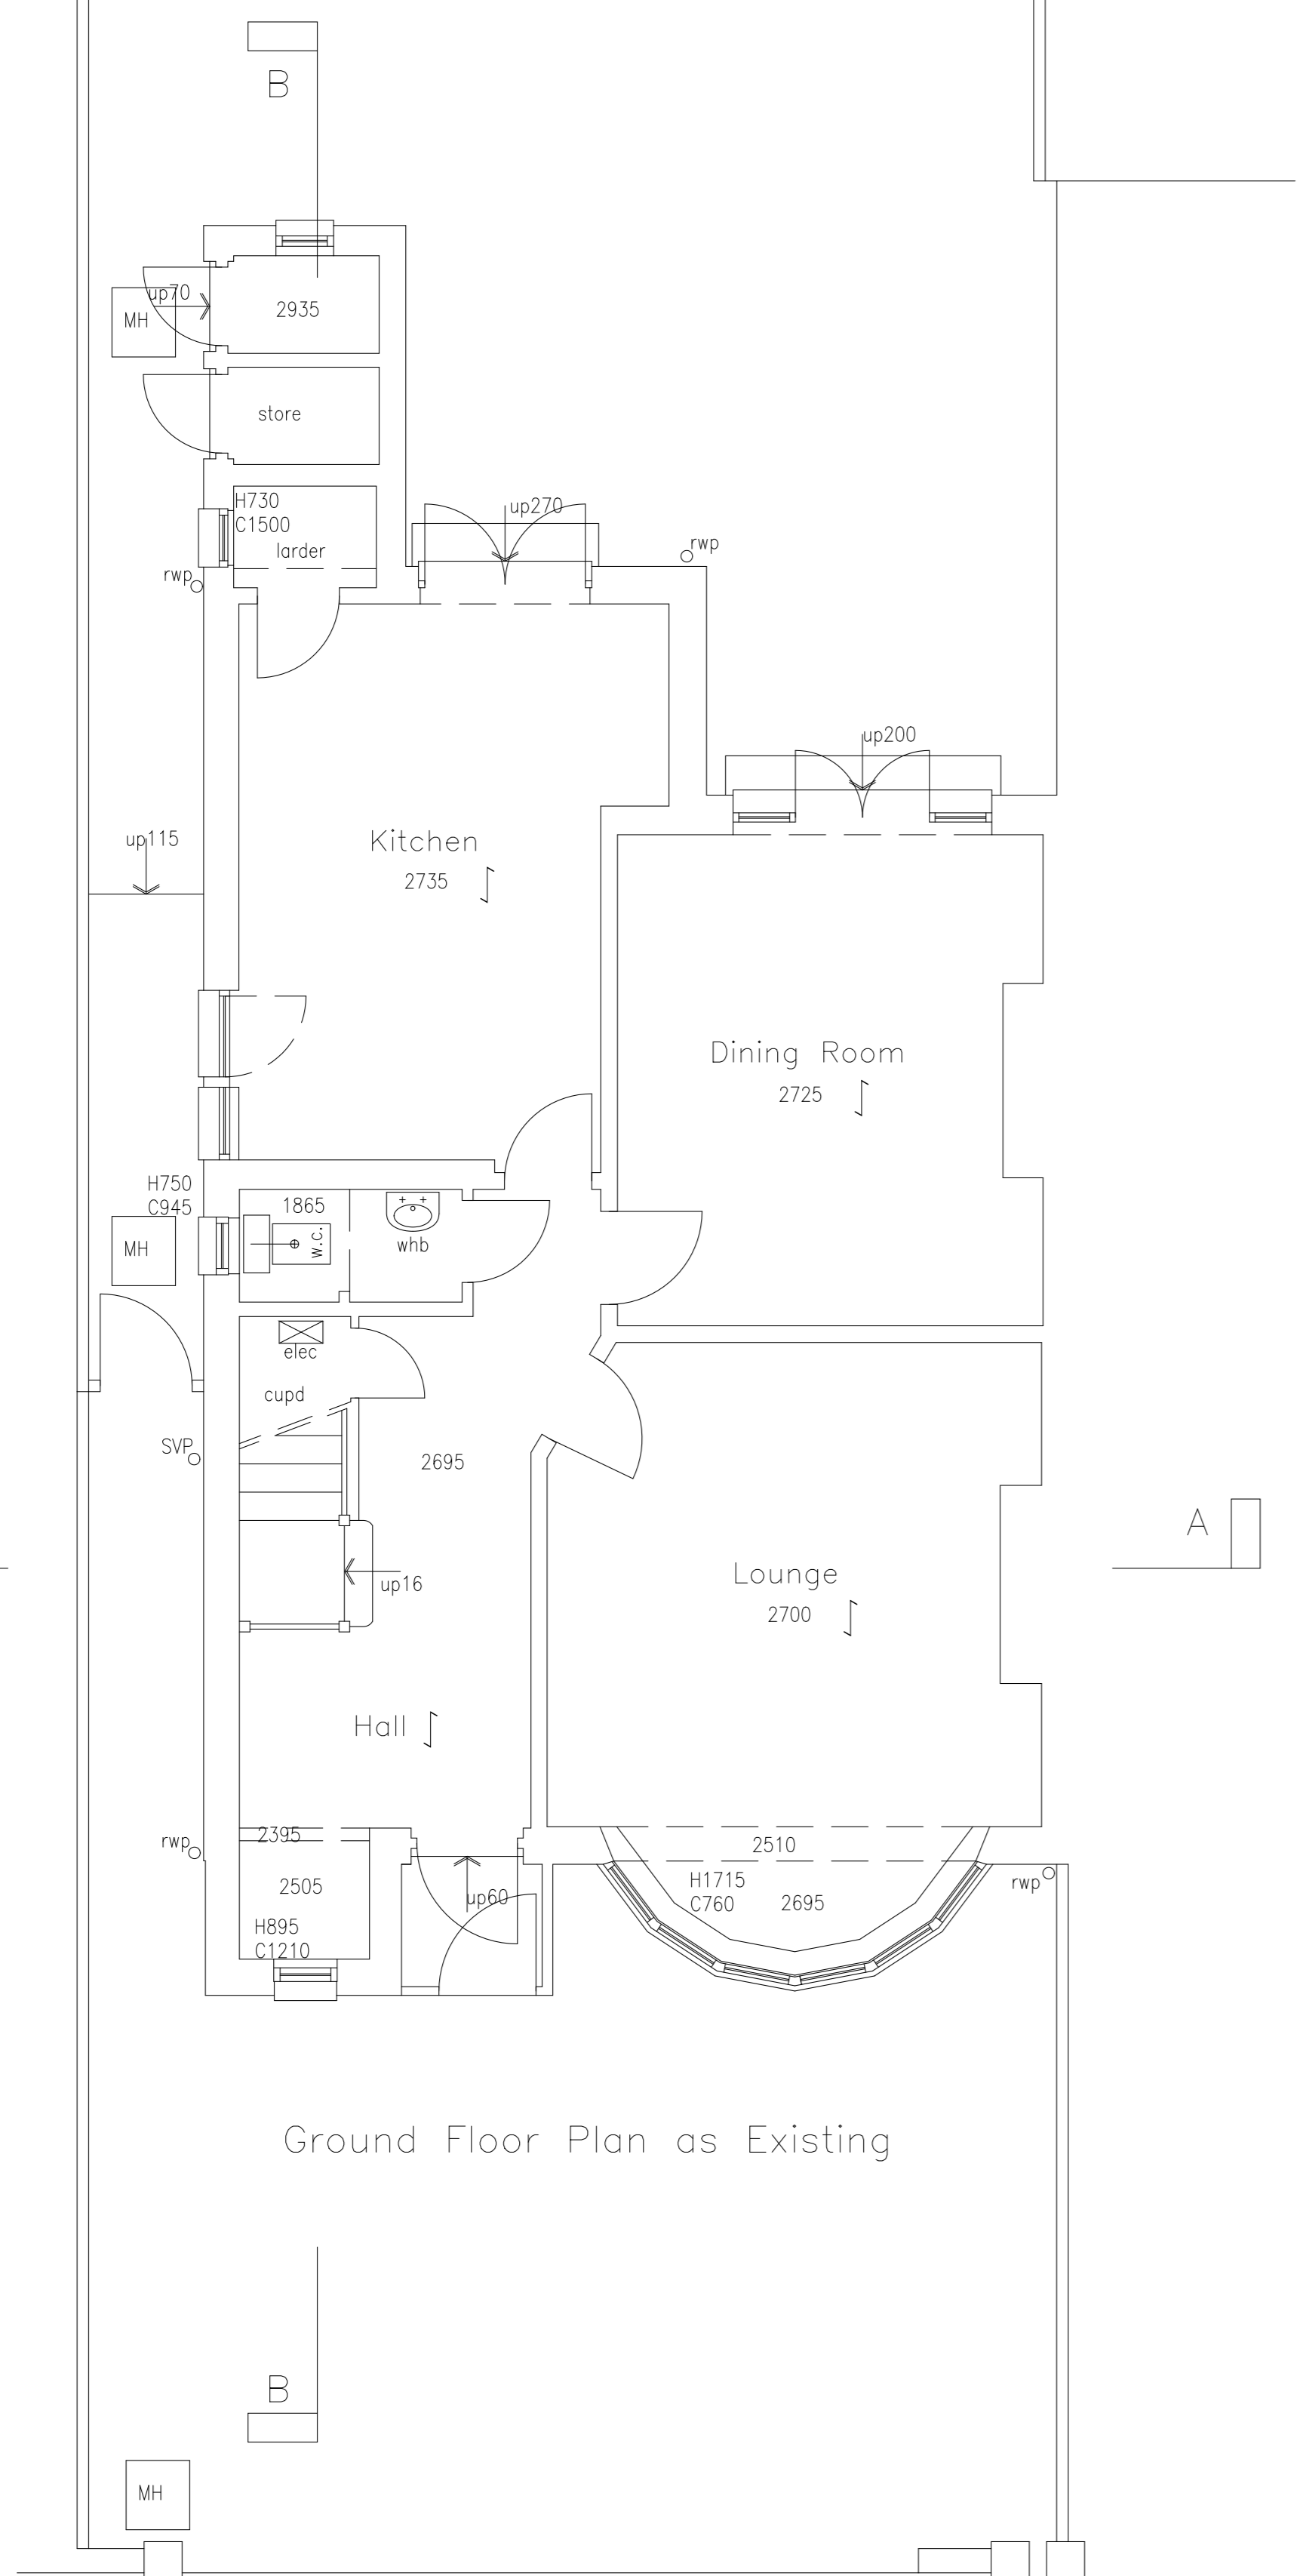 B
up70
MH
2935
store
H730
C1500
larder
rwp
up270
rwp
up200
up115
Kitchen
2735
Dining Room
2725
H750
C945
MH
1865
w.c.
whb
elec
cupd
SVP
2695
A
up16
Lounge
2700
Hall
rwp
2395
2505
H895
C1210
up60
2510
H1715
C760
2695
rwp
Ground Floor Plan as Existing
B
MH